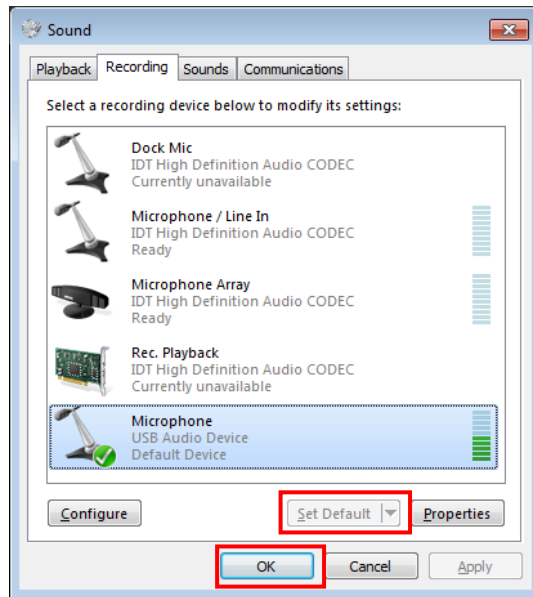 Sound
Playback Recording Sounds Communications
Select a recording device below to modify its settings:
Dock Mic
IDT High Definition Audio CODEC
Currently unavailable
Microphone / Line In
IDT High Definition Audio CODEC
Ready
Microphone Array
IDT High Definition Audio CODEC
Ready
Rec. Playback
IDT High Definition Audio CODEC
Currently unavailable
Microphone
USB Audio Device
Default Device
Configure Set Default Properties
OK Cancel Apply